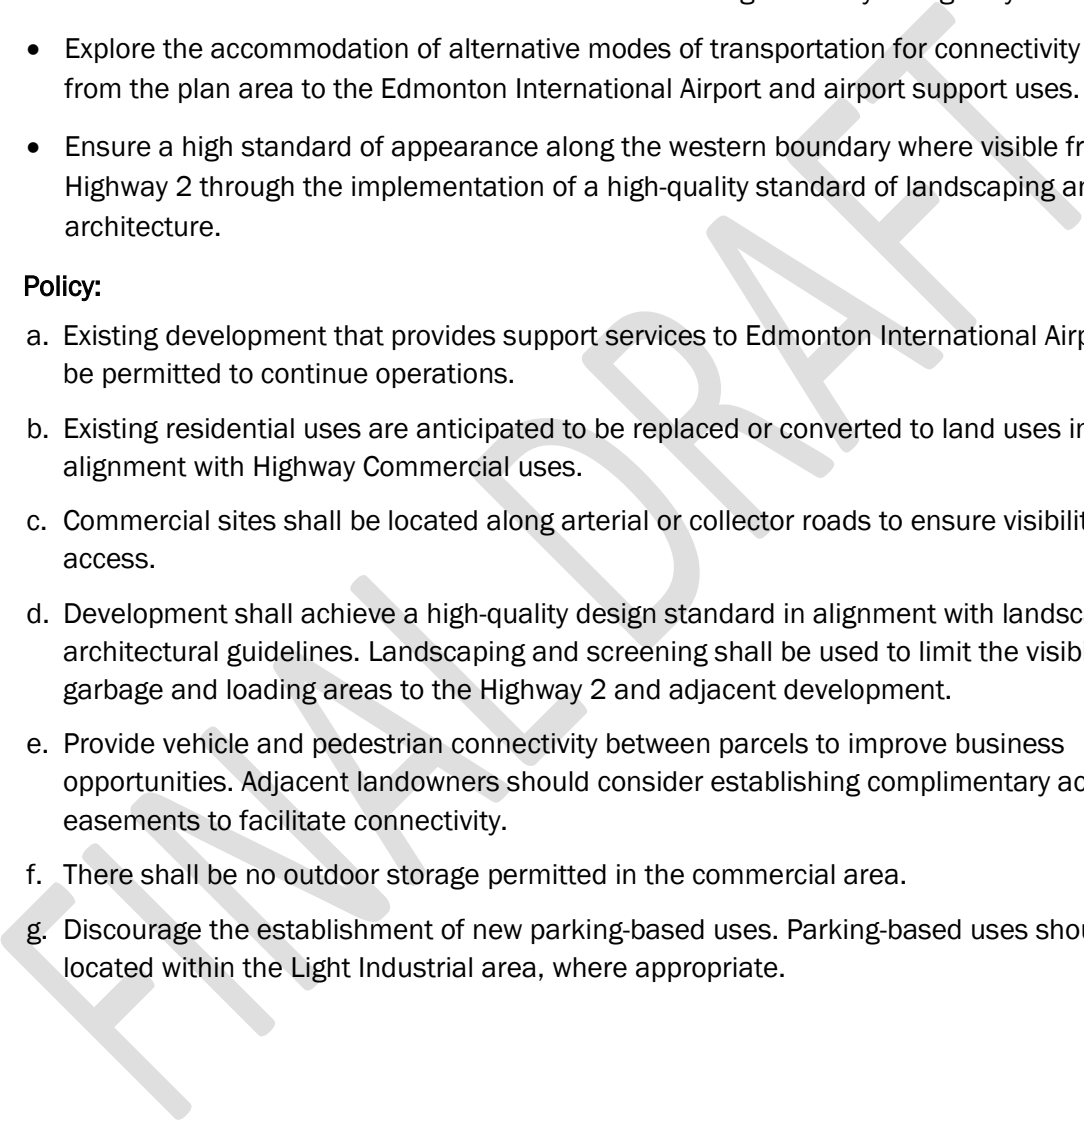 • Explore the accommodation of alternative modes of transportation for connectivity
from the plan area to the Edmonton International Airport and airport support uses.
• Ensure a high standard of appearance along the western boundary where visible
Highway 2 through the implementation of a high-quality standard of landscaping
architecture.
Policy:
a. Existing development that provides support services to Edmonton International
be permitted to continue operations.
b. Existing residential uses are anticipated to be replaced or converted to land uses in
alignment with Highway Commercial uses.
c. Commercial sites shall be located along arterial or collector roads to ensure
access.
d. Development shall achieve a high-quality design standard in alignment with
architectural guidelines. Landscaping and screening shall be used to limit the
garbage and loading areas to the Highway 2 and adjacent development.
e. Provide vehicle and pedestrian connectivity between parcels to improve business
opportunities. Adjacent landowners should consider establishing complimentary
easements to facilitate connectivity.
f. There shall be no outdoor storage permitted in the commercial area.
g. Discourage the establishment of new parking-based uses. Parking-based uses
located within the Light Industrial area, where appropriate.
FINAL DRAFT